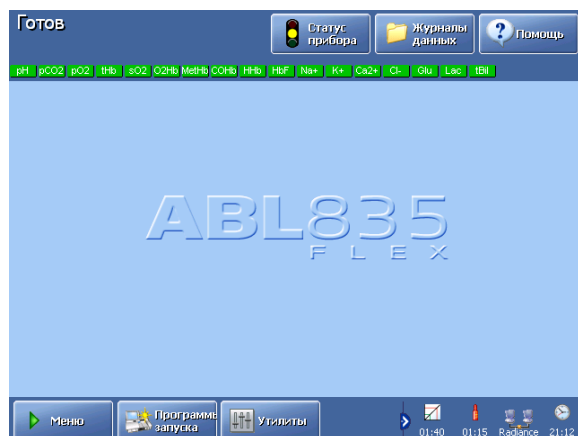 Готов
Статус прибора
Журналы данных
Помощь
pH pCO2 pO2 tHb sO2 O2Hb MetHb COHb HHb HbF Na+ K+ Ca2+ Cl- Glu Lac tBil
ABL835
FLEX
Меню
Программы запуска
Утилиты
01:40 01:15 Radiance 21:12